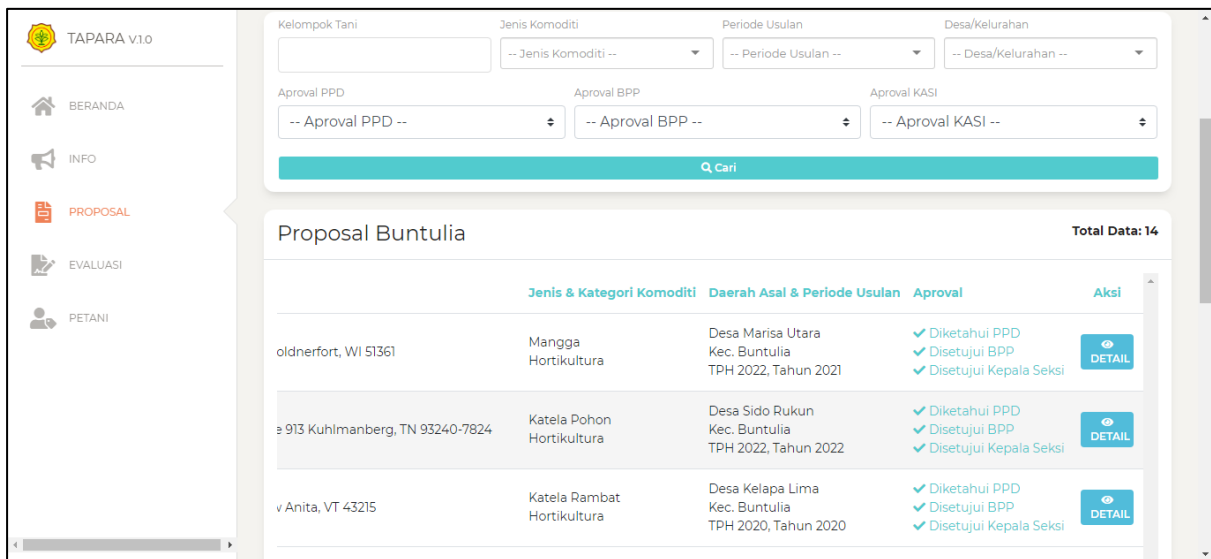 TAPARA V.1.0
BERANDA
INFO
PROPOSAL
EVALUASI
PETANI
Kelompok Tani
Jenis Komoditi
Periode Usulan
Desa/Kelurahan
-- Jenis Komoditi --
-- Periode Usulan --
-- Desa/Kelurahan --
Aproval PPD
Aproval BPP
Aproval KASI
-- Aproval PPD --
-- Aproval BPP --
-- Aproval KASI --
Cari
Proposal Buntulia
Total Data: 14
Jenis & Kategori Komoditi
Daerah Asal & Periode Usulan
Aproval
Aksi
oldnerfort, WI 51361
Mangga
Hortikultura
Desa Marisa Utara
Kec. Buntulia
TPH 2022, Tahun 2021
Diketahui PPD
Disetujui BPP
Disetujui Kepala Seksi
DETAIL
e 913 Kuhlmanberg, TN 93240-7824
Katela Pohon
Hortikultura
Desa Sido Rukun
Kec. Buntulia
TPH 2022, Tahun 2022
Diketahui PPD
Disetujui BPP
Disetujui Kepala Seksi
DETAIL
v Anita, VT 43215
Katela Rambat
Hortikultura
Desa Kelapa Lima
Kec. Buntulia
TPH 2020, Tahun 2020
Diketahui PPD
Disetujui BPP
Disetujui Kepala Seksi
DETAIL